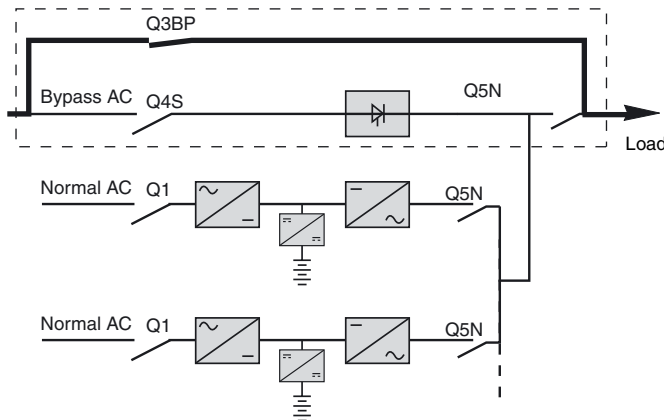 Q3BP
Bypass AC Q4S Q5N
Load
Normal AC Q1 Q5N
Normal AC Q1 Q5N